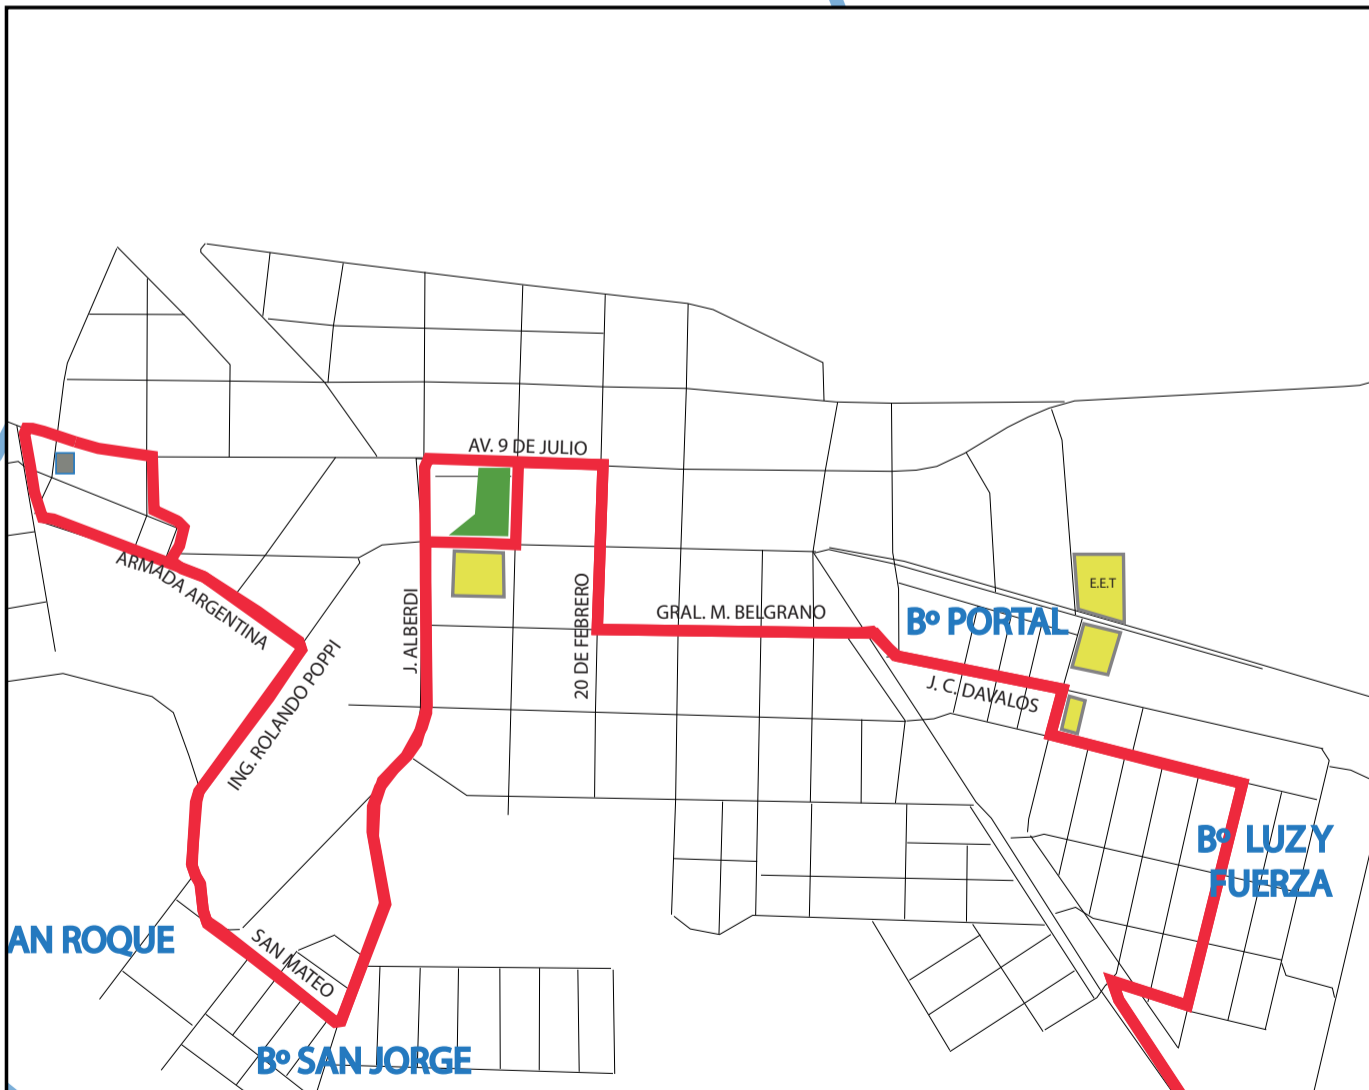 AV. 9 DE JULIO
ARMADA ARGENTINA
J. ALBERDI
20 DE FEBRERO
GRAL. M. BELGRANO
E.E.T
Bº PORTAL
ING. ROLANDO POPPI
J. C. DAVALOS
Bº LUZ Y
FUERZA
AN ROQUE
SAN MATEO
Bº SAN JORGE